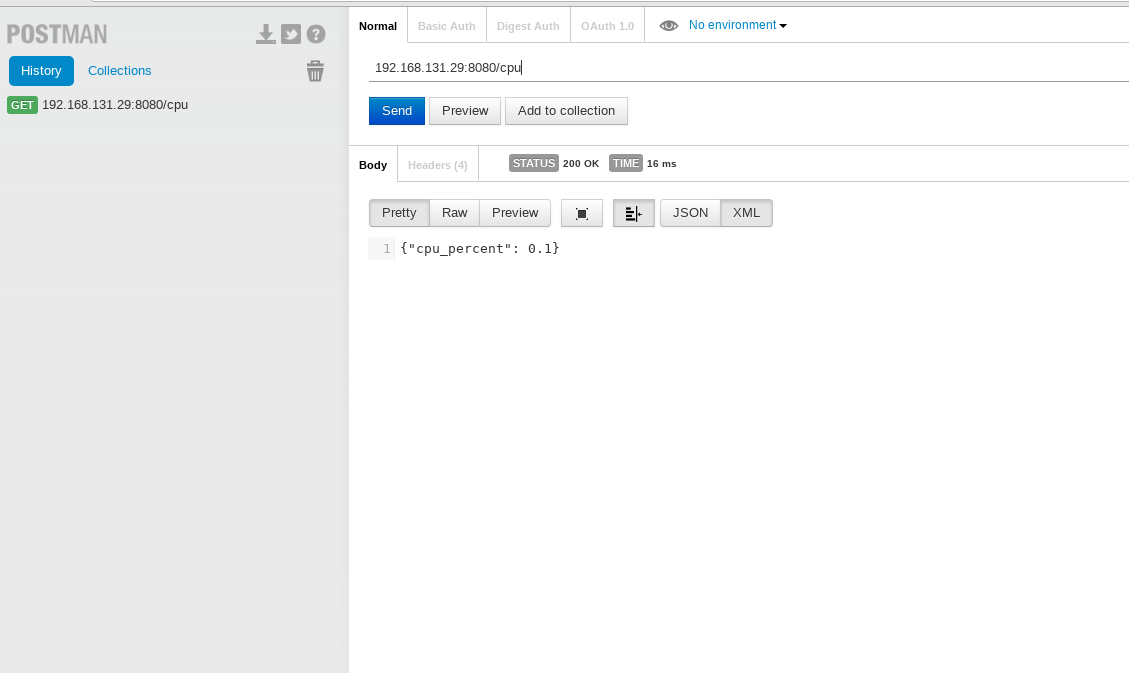 POSTMAN
History Collections
GET 192.168.131.29:8080/cpu
Normal Basic Auth Digest Auth OAuth 1.0 No environment
192.168.131.29:8080/cpu
Send Preview Add to collection
Body Headers (4) STATUS 200 OK TIME 16 ms
Pretty Raw Preview JSON XML
1 {"cpu_percent": 0.1}